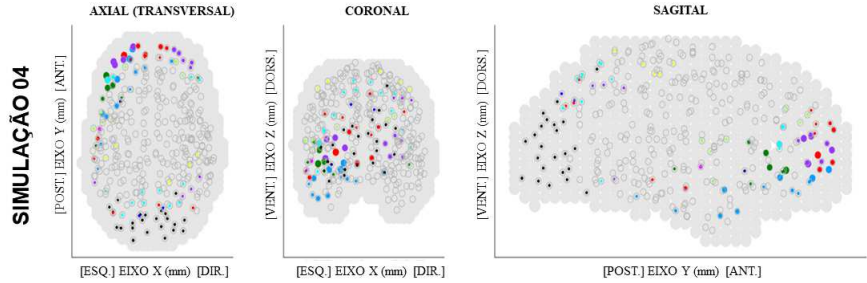 AXIAL (TRANSVERSAL)
CORONAL
SAGITAL
SIMULAÇÃO 04
[POST.] EIXO Y (mm) [ANT.]
[VENT.] EIXO Z (mm) [DORS.]
[VENT.] EIXO Z (mm) [DORS.]
[ESQ.] EIXO X (mm) [DIR.]
[ESQ.] EIXO X (mm) [DIR.]
[POST.] EIXO Y (mm) [ANT.]